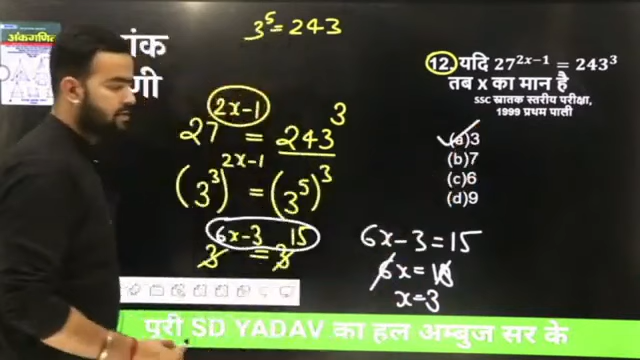 अंकगणित
3⁵ = 243
12. यदि 27^{2x-1} = 243³
तब x का मान है
SSC स्नातक स्तरीय परीक्षा,
1999 प्रथम पाली
(a) 3
(b) 7
(c) 6
(d) 9
27^{2x-1} = 243³
(3³)^{2x-1} = (3⁵)³
3^{6x-3} = 3^{15}
6x-3 = 15
6x = 18
x = 3
पूरी SD YADAV का हल अम्बुज सर के